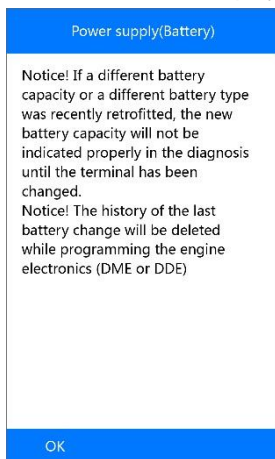 Power supply(Battery)
Notice! If a different battery
capacity or a different battery type
was recently retrofitted, the new
battery capacity will not be
indicated properly in the diagnosis
until the terminal has been
changed.
Notice! The history of the last
battery change will be deleted
while programming the engine
electronics (DME or DDE)
OK